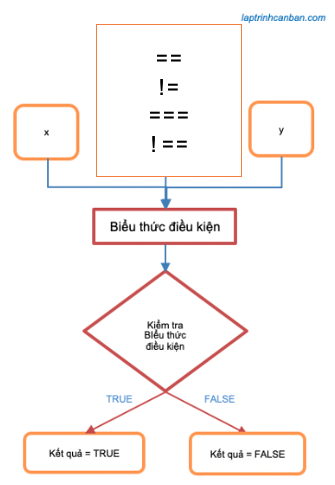 laptrinhcanban.com
==
!=
===
!==
x
y
Biểu thức điều kiện
Kiểm tra
Biểu thức
điều kiện
TRUE
FALSE
Kết quả = TRUE
Kết quả = FALSE